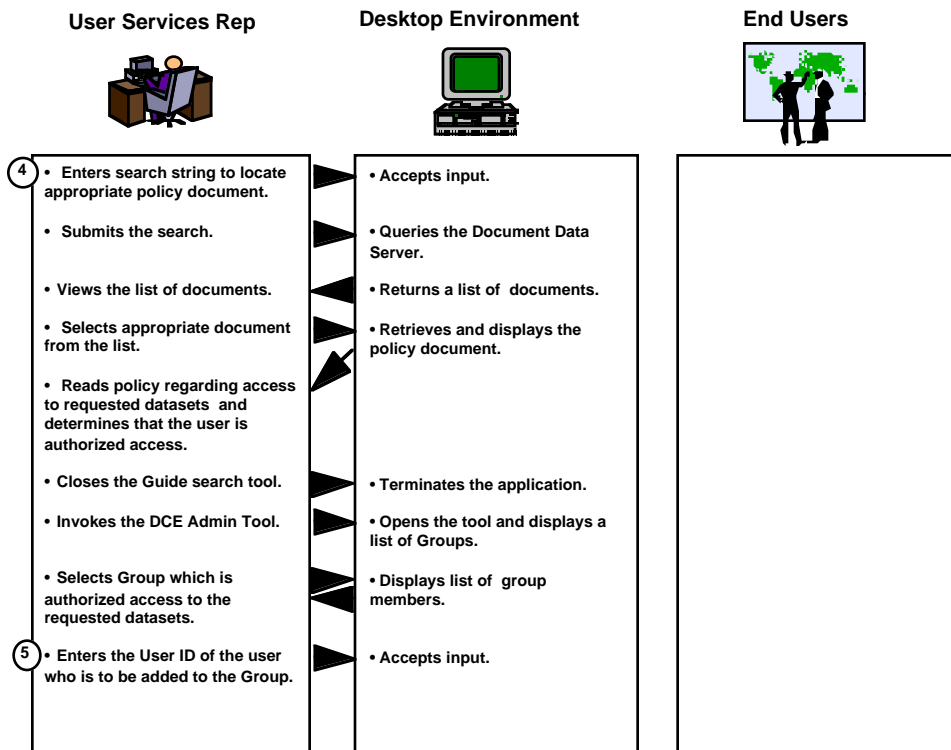 User Services Rep
Desktop Environment
End Users
4
• Enters search string to locate
appropriate policy document.
• Accepts input.
• Submits the search.
• Queries the Document Data
Server.
• Views the list of documents.
• Returns a list of documents.
• Selects appropriate document
from the list.
• Retrieves and displays the
policy document.
• Reads policy regarding access
to requested datasets and
determines that the user is
authorized access.
• Closes the Guide search tool.
• Terminates the application.
• Invokes the DCE Admin Tool.
• Opens the tool and displays a
list of Groups.
• Selects Group which is
authorized access to the
requested datasets.
• Displays list of group
members.
5
• Enters the User ID of the user
who is to be added to the Group.
• Accepts input.